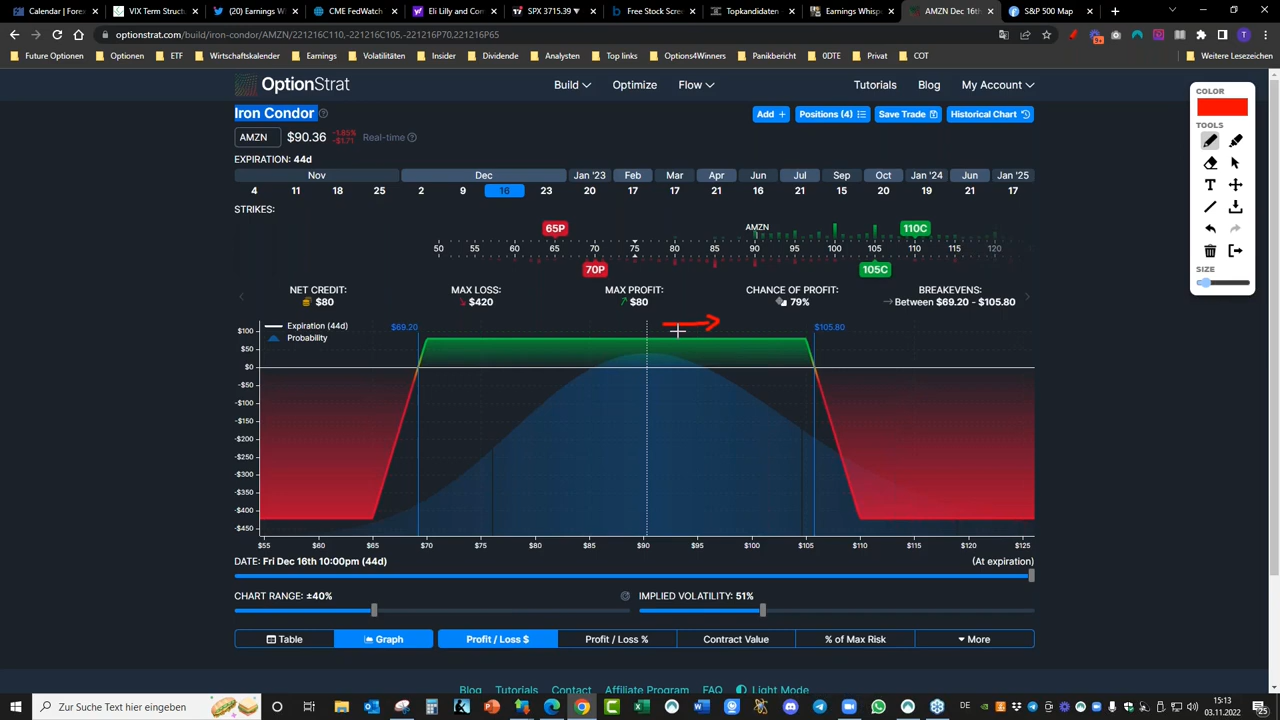 Calendar | Forex
VIX Term Struct
(20) Earnings W
CME FedWatch
Eli Lilly and Con
SPX 3715.39 ▼
Free Stock Scre
Topkandidaten
Earnings Whisp
AMZN Dec 16th
S&P 500 Map
optionstrat.com/build/iron-condor/AMZN/221216C110,-221216C105,-221216P70,221216P65
Future Optionen
Optionen
ETF
Wirtschaftskalender
Earnings
Volatilitäten
Insider
Dividende
Analysten
Top links
Options4Winners
Panikbericht
0DTE
Privat
COT
Weitere Lesezeichen
OptionStrat
Build
Optimize
Flow
Tutorials
Blog
My Account
COLOR
TOOLS
SIZE
Iron Condor
Add +
Positions (4)
Save Trade
Historical Chart
AMZN
$90.36
-1.85%
-$1.71
Real-time
EXPIRATION: 44d
Nov Dec Jan '23 Feb Mar Apr Jun Jul Sep Oct Jan '24 Jun Jan '25
4 11 18 25 2 9 16 23 20 17 17 21 16 21 15 20 19 21 17
STRIKES:
65P
AMZN
110C
50 55 60 65 70 75 80 85 90 95 100 105 110 115 120
70P
105C
NET CREDIT:
$80
MAX LOSS:
$420
MAX PROFIT:
$80
CHANCE OF PROFIT:
79%
BREAKEVENS:
Between $69.20 - $105.80
Expiration (44d)
Probability
$69.20
$105.80
$100
$50
$0
-$50
-$100
-$150
-$200
-$250
-$300
-$350
-$400
-$450
$55 $60 $65 $70 $75 $80 $85 $90 $95 $100 $105 $110 $115 $120 $125
DATE: Fri Dec 16th 10:00pm (44d)
(At expiration)
CHART RANGE: ±40%
IMPLIED VOLATILITY: 51%
Table
Graph
Profit / Loss $
Profit / Loss %
Contract Value
% of Max Risk
More
Blog
Tutorials
Contact
Affiliate Program
FAQ
Light Mode
Zur Suche Text hier eingeben
DE
15:13
03.11.2022